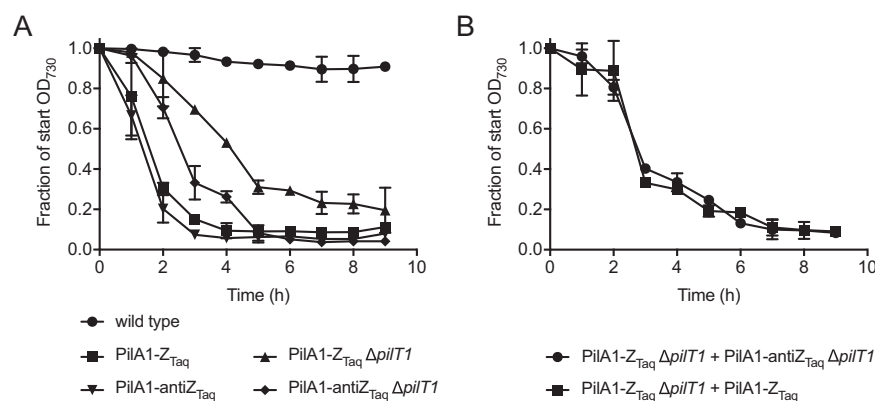 A
B
Fraction of start OD730
1.0
0.8
0.6
0.4
0.2
0.0
0 2 4 6 8 10
Time (h)
Fraction of start OD730
1.0
0.8
0.6
0.4
0.2
0.0
0 2 4 6 8 10
Time (h)
wild type
PilA1-ZTaq
PilA1-ZTaq ΔpilT1
PilA1-antiZTaq
PilA1-antiZTaq ΔpilT1
PilA1-ZTaq ΔpilT1 + PilA1-antiZTaq ΔpilT1
PilA1-ZTaq ΔpilT1 + PilA1-ZTaq